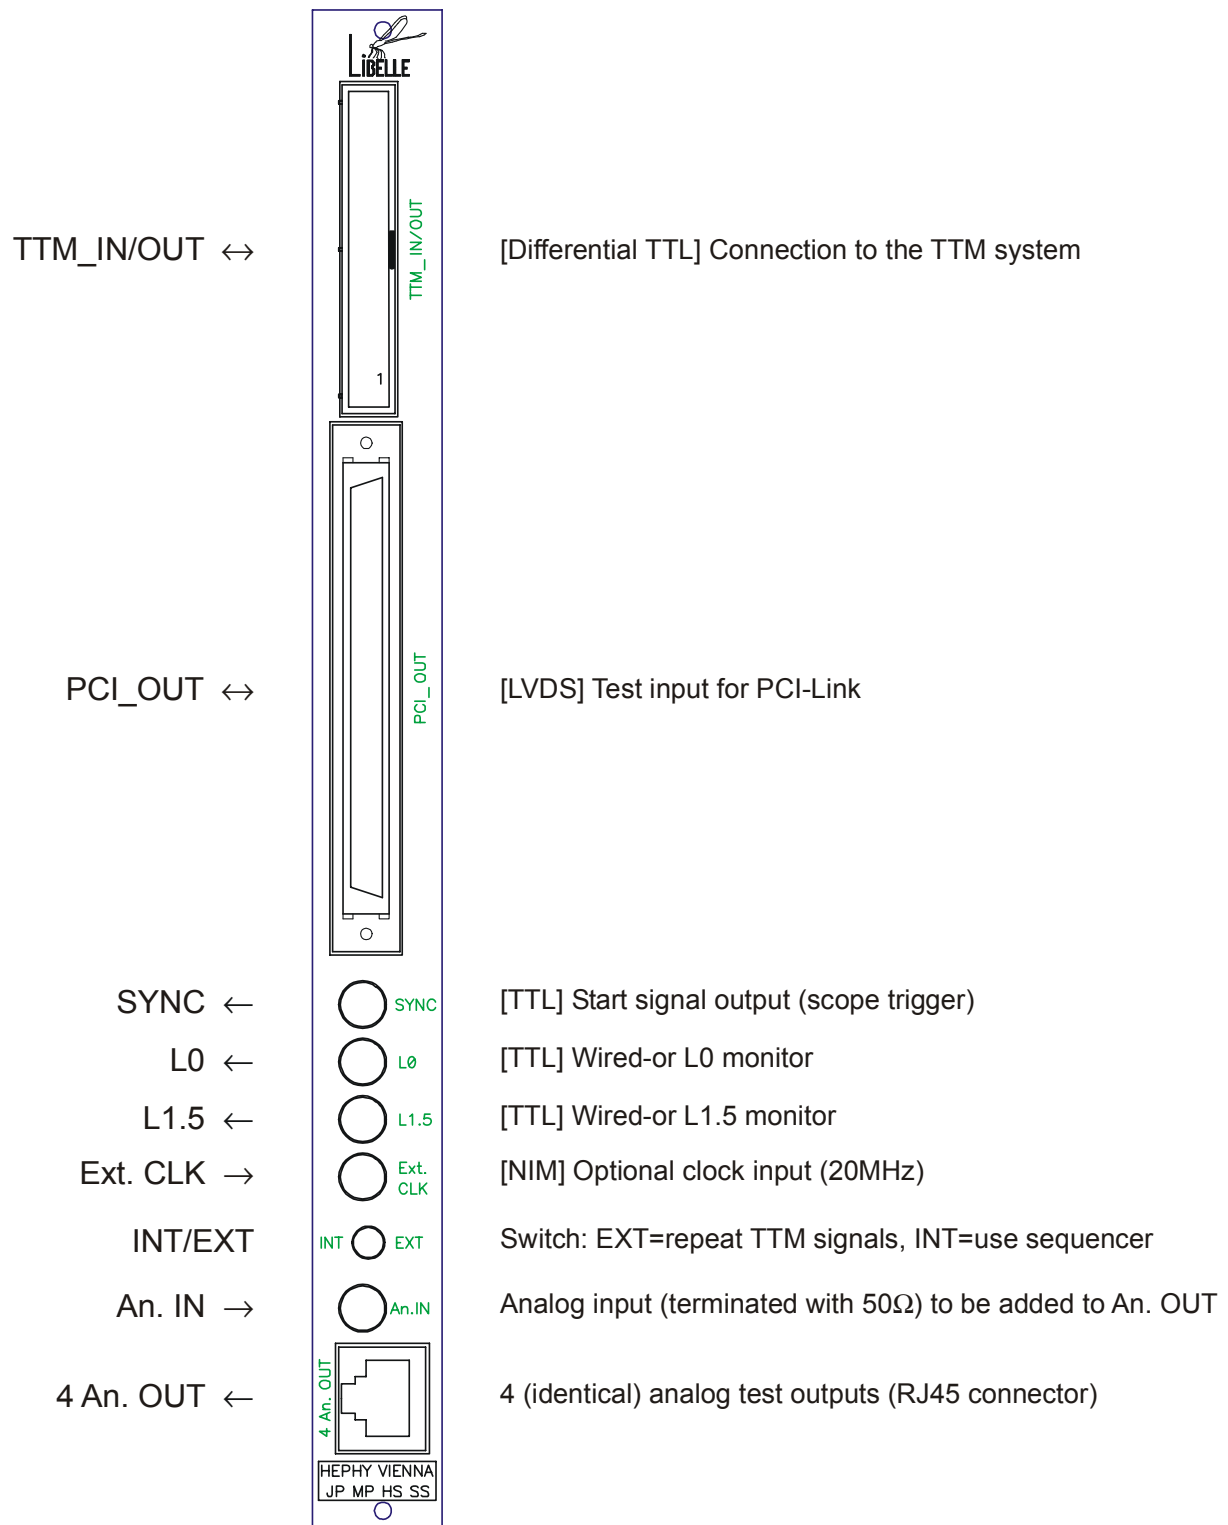 LiBELLE
TTM_IN/OUT ↔
TTM_IN/OUT
[Differential TTL] Connection to the TTM system
1
PCI_OUT ↔
PCI_OUT
[LVDS] Test input for PCI-Link
SYNC ← SYNC [TTL] Start signal output (scope trigger)
L0 ← L0 [TTL] Wired-or L0 monitor
L1.5 ← L1.5 [TTL] Wired-or L1.5 monitor
Ext. CLK → Ext. [NIM] Optional clock input (20MHz)
CLK
INT/EXT INT EXT Switch: EXT=repeat TTM signals, INT=use sequencer
An. IN → An.IN Analog input (terminated with 50Ω) to be added to An. OUT
4 An. OUT ← 4 An. OUT 4 (identical) analog test outputs (RJ45 connector)
HEPHY VIENNA
JP MP HS SS